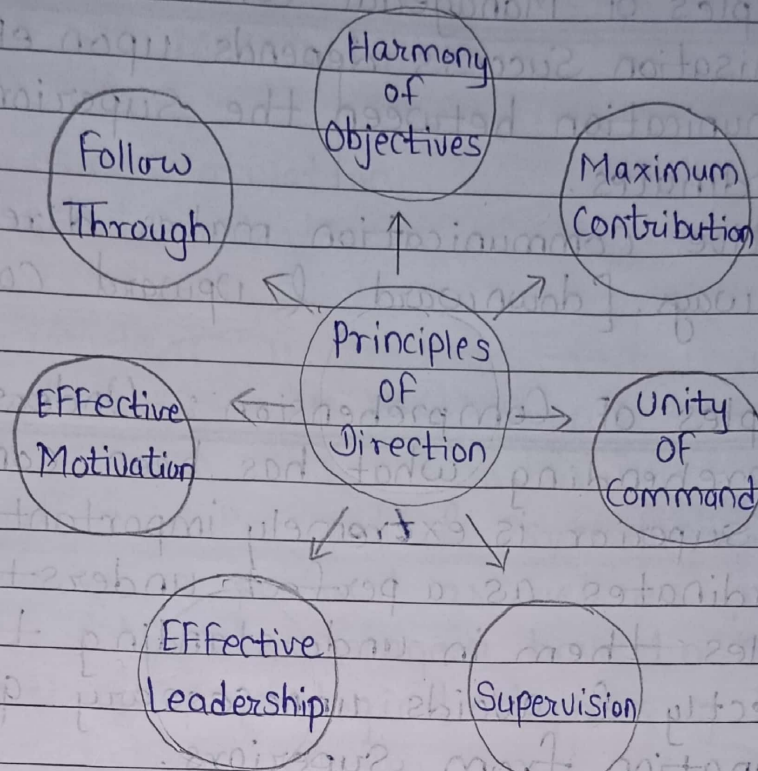 Harmony
of
Objectives
Maximum
Contribution
Unity
OF
Command
Supervision
EFFective
Leadership
EFFective
Motivation
Follow
Through
Principles
OF
Direction